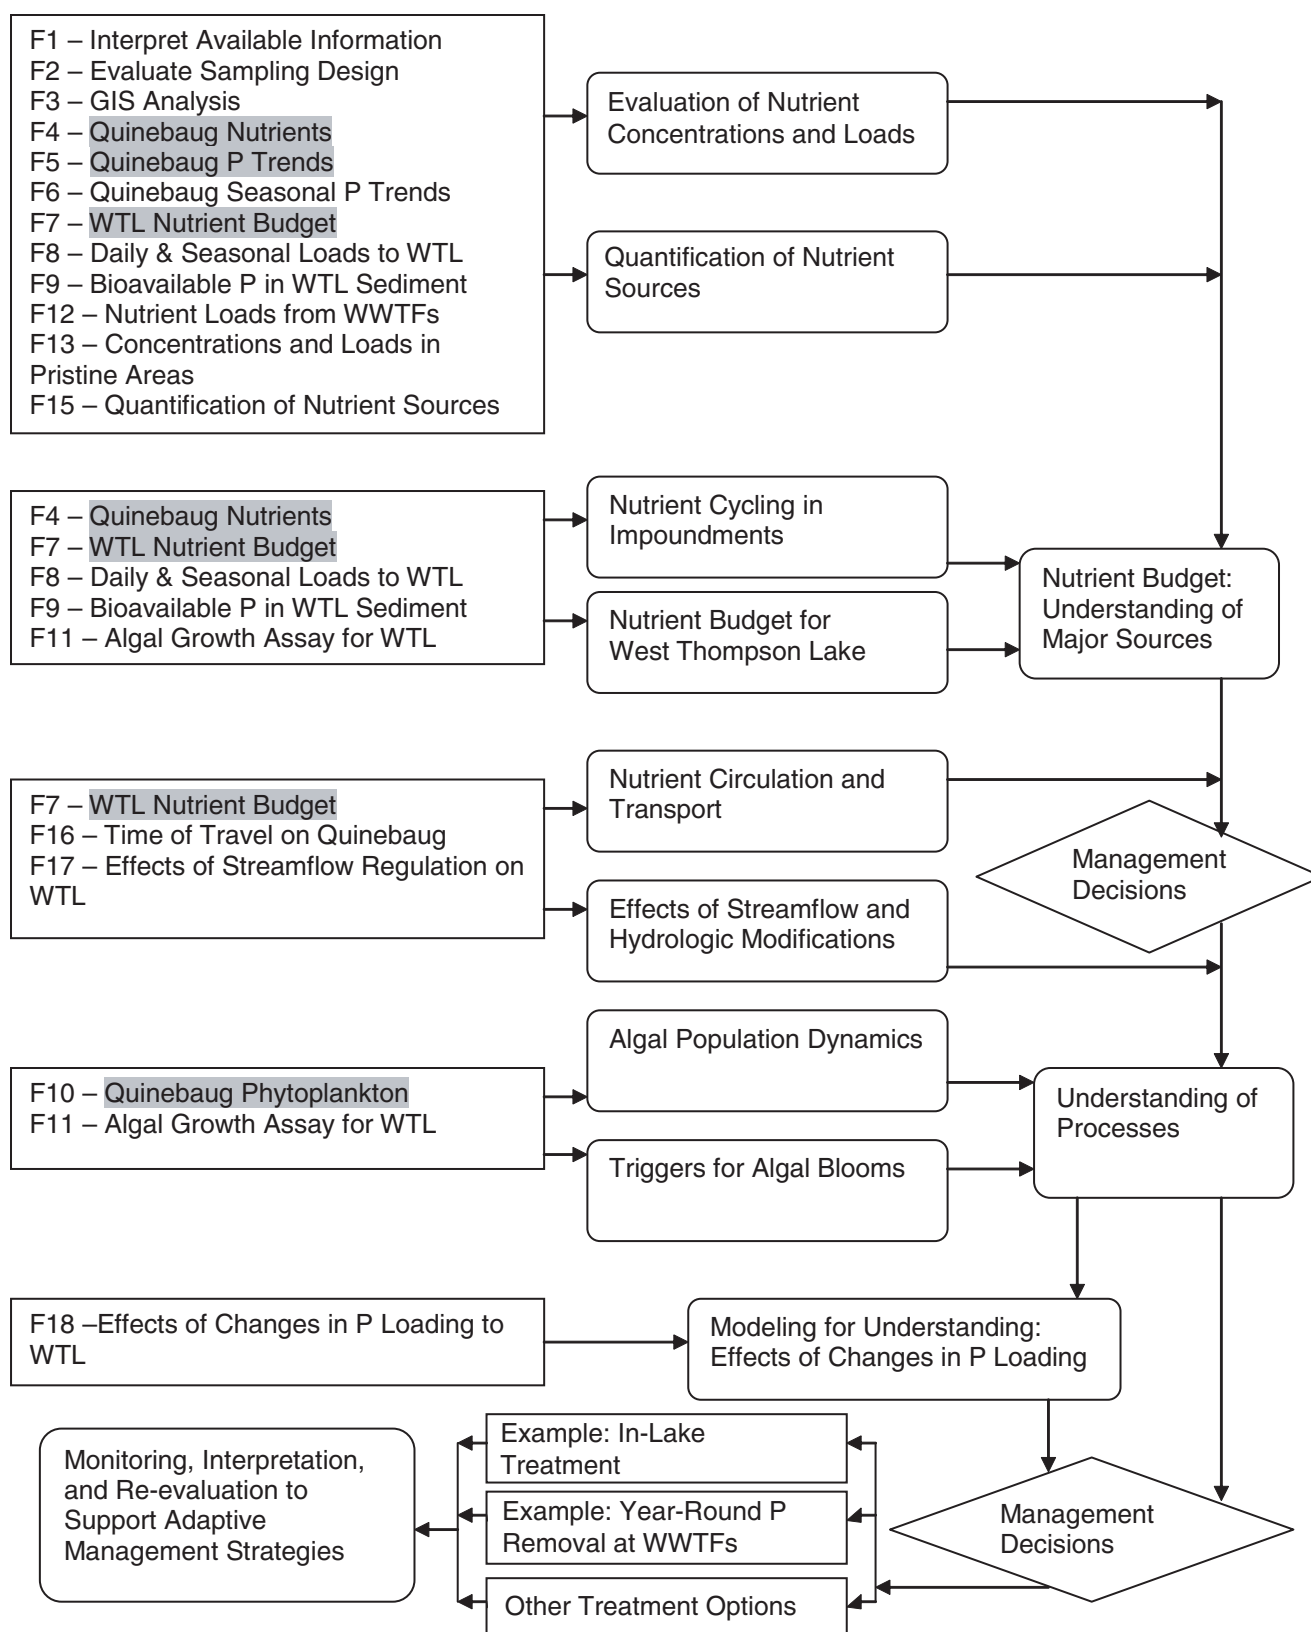 F1 – Interpret Available Information
F2 – Evaluate Sampling Design
F3 – GIS Analysis
F4 – Quinebaug Nutrients
F5 – Quinebaug P Trends
F6 – Quinebaug Seasonal P Trends
F7 – WTL Nutrient Budget
F8 – Daily & Seasonal Loads to WTL
F9 – Bioavailable P in WTL Sediment
F12 – Nutrient Loads from WWTFs
F13 – Concentrations and Loads in
Pristine Areas
F15 – Quantification of Nutrient Sources
Evaluation of Nutrient
Concentrations and Loads
Quantification of Nutrient
Sources
F4 – Quinebaug Nutrients
F7 – WTL Nutrient Budget
F8 – Daily & Seasonal Loads to WTL
F9 – Bioavailable P in WTL Sediment
F11 – Algal Growth Assay for WTL
Nutrient Cycling in
Impoundments
Nutrient Budget for
West Thompson Lake
Nutrient Budget:
Understanding of
Major Sources
F7 – WTL Nutrient Budget
F16 – Time of Travel on Quinebaug
F17 – Effects of Streamflow Regulation on
WTL
Nutrient Circulation and
Transport
Effects of Streamflow and
Hydrologic Modifications
Management
Decisions
F10 – Quinebaug Phytoplankton
F11 – Algal Growth Assay for WTL
Algal Population Dynamics
Triggers for Algal Blooms
Understanding of
Processes
F18 –Effects of Changes in P Loading to
WTL
Modeling for Understanding:
Effects of Changes in P Loading
Monitoring, Interpretation,
and Re-evaluation to
Support Adaptive
Management Strategies
Example: In-Lake
Treatment
Example: Year-Round P
Removal at WWTFs
Other Treatment Options
Management
Decisions